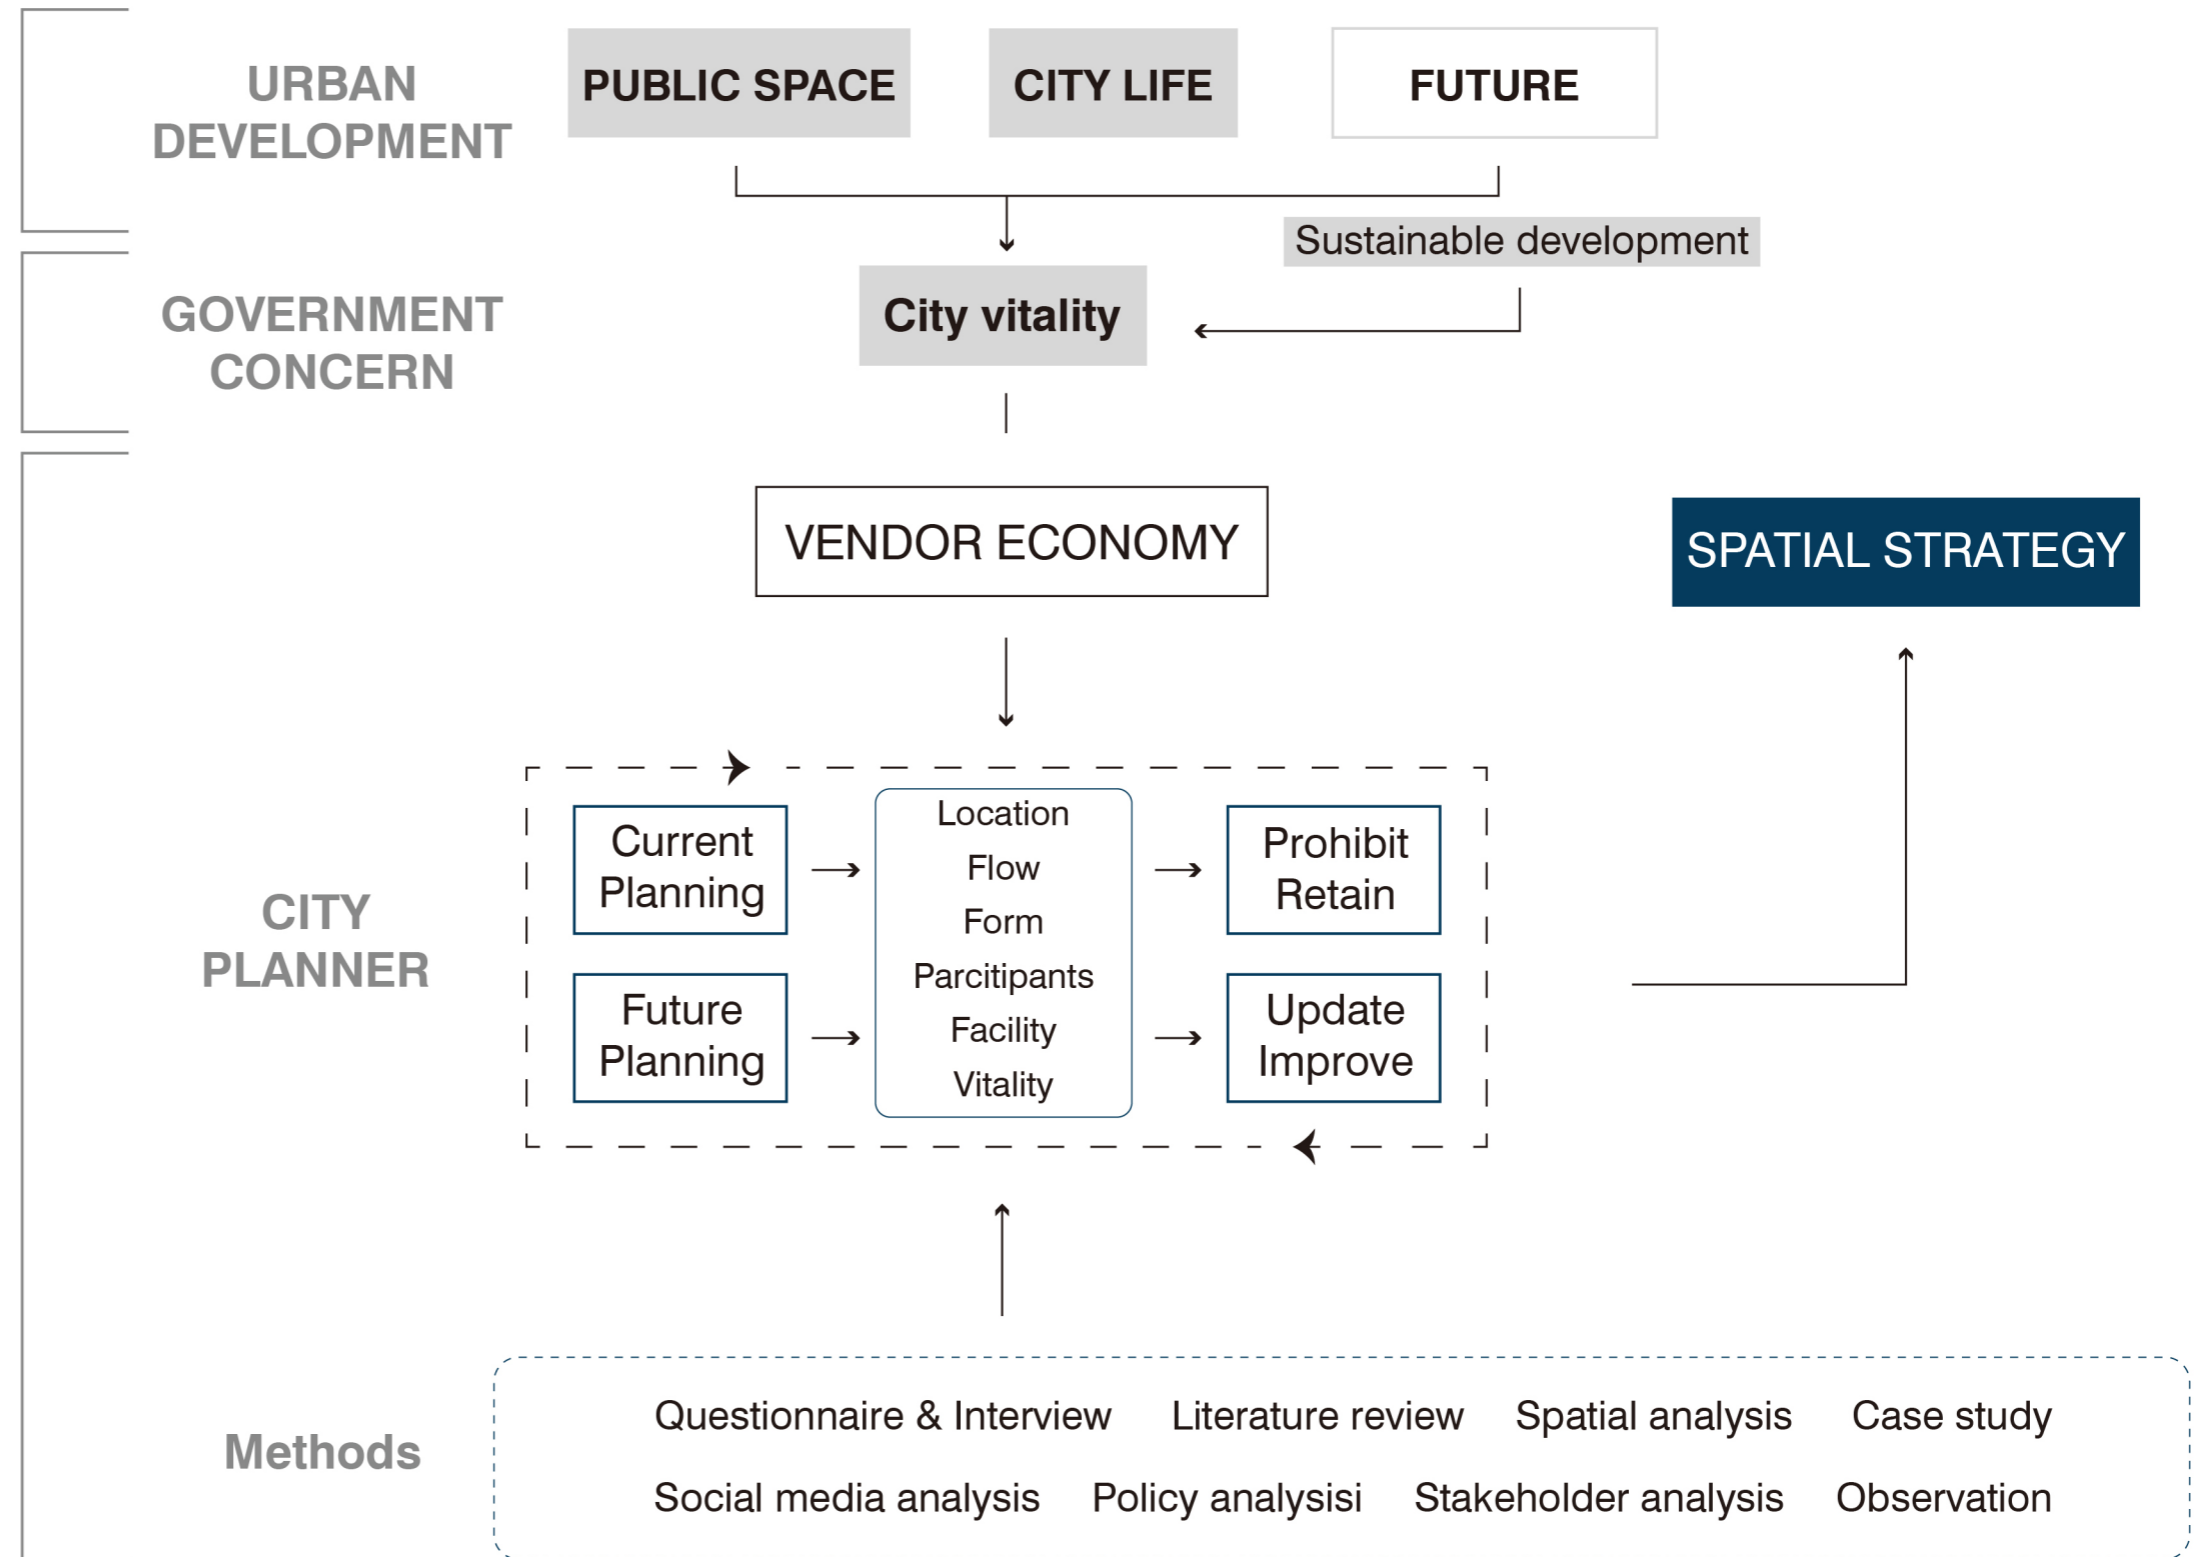 URBAN
DEVELOPMENT
PUBLIC SPACE
CITY LIFE
FUTURE
Sustainable development
GOVERNMENT
CONCERN
City vitality
VENDOR ECONOMY
SPATIAL STRATEGY
CITY
PLANNER
Current
Planning
Future
Planning
Location
Flow
Form
Parcitipants
Facility
Vitality
Prohibit
Retain
Update
Improve
Methods
Questionnaire & Interview
Literature review
Spatial analysis
Case study
Social media analysis
Policy analysisi
Stakeholder analysis
Observation